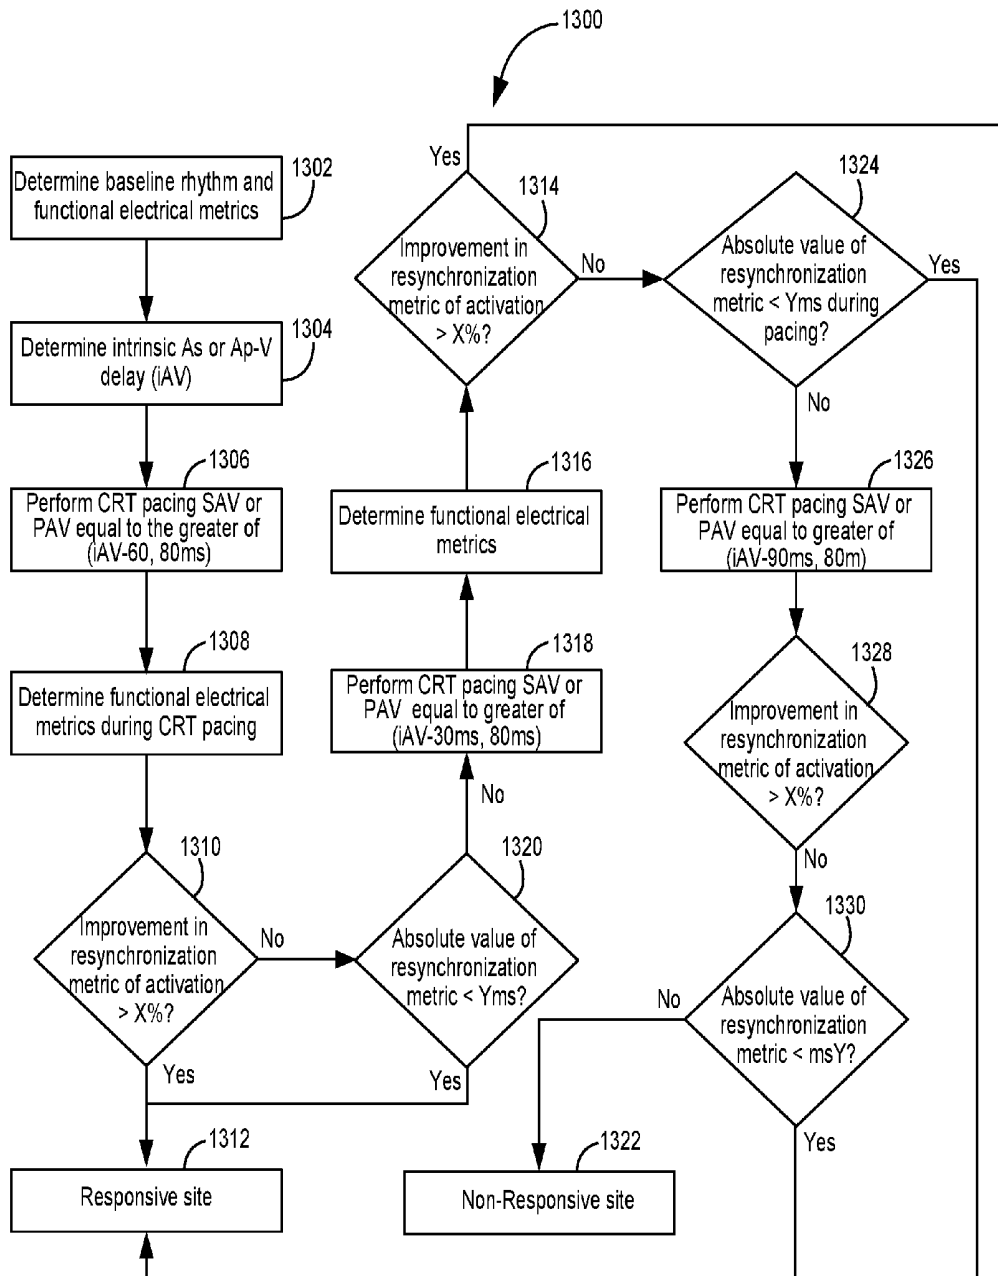 1300
1302
Determine baseline rhythm and
functional electrical metrics
1304
Determine intrinsic As or Ap-V
delay (iAV)
1306
Perform CRT pacing SAV or
PAV equal to the greater of
(iAV-60, 80ms)
1308
Determine functional electrical
metrics during CRT pacing
1310
Improvement in
resynchronization
metric of activation
> X%?
No
Yes
1312
Responsive site
1320
Absolute value of
resynchronization
metric < Yms?
No
Yes
1318
Perform CRT pacing SAV or
PAV equal to greater of
(iAV-30ms, 80ms)
1316
Determine functional electrical
metrics
1314
Improvement in
resynchronization
metric of activation
> X%?
Yes
No
1324
Absolute value of
resynchronization
metric < Yms during
pacing?
Yes
No
1326
Perform CRT pacing SAV or
PAV equal to greater of
(iAV-90ms, 80m)
1328
Improvement in
resynchronization
metric of activation
> X%?
No
1330
Absolute value of
resynchronization
metric < msY?
No
Yes
1322
Non-Responsive site